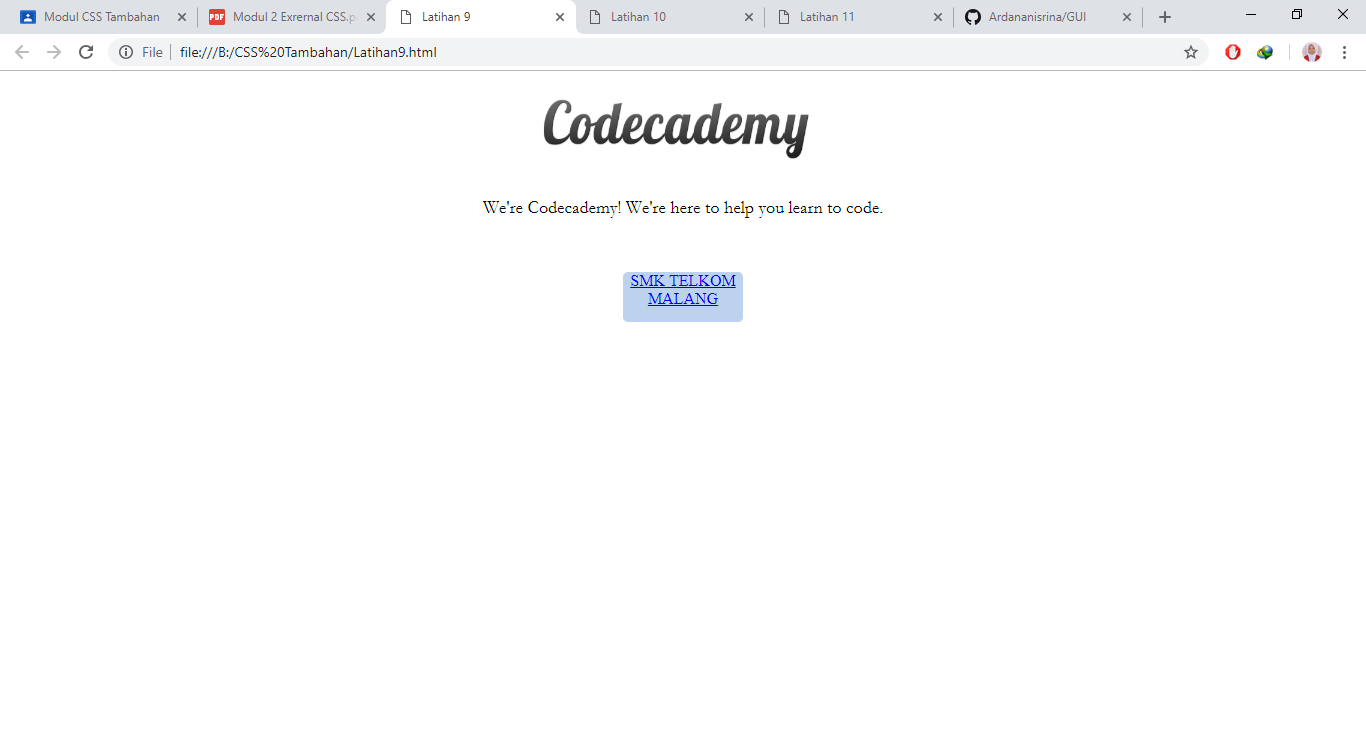 Modul CSS Tambahan
Modul 2 Exrernal CSS.p
Latihan 9
Latihan 10
Latihan 11
Ardananisrina/GUI
File
file:///B:/CSS%20Tambahan/Latihan9.html
Codecademy
We're Codecademy! We're here to help you learn to code.
SMK TELKOM
MALANG